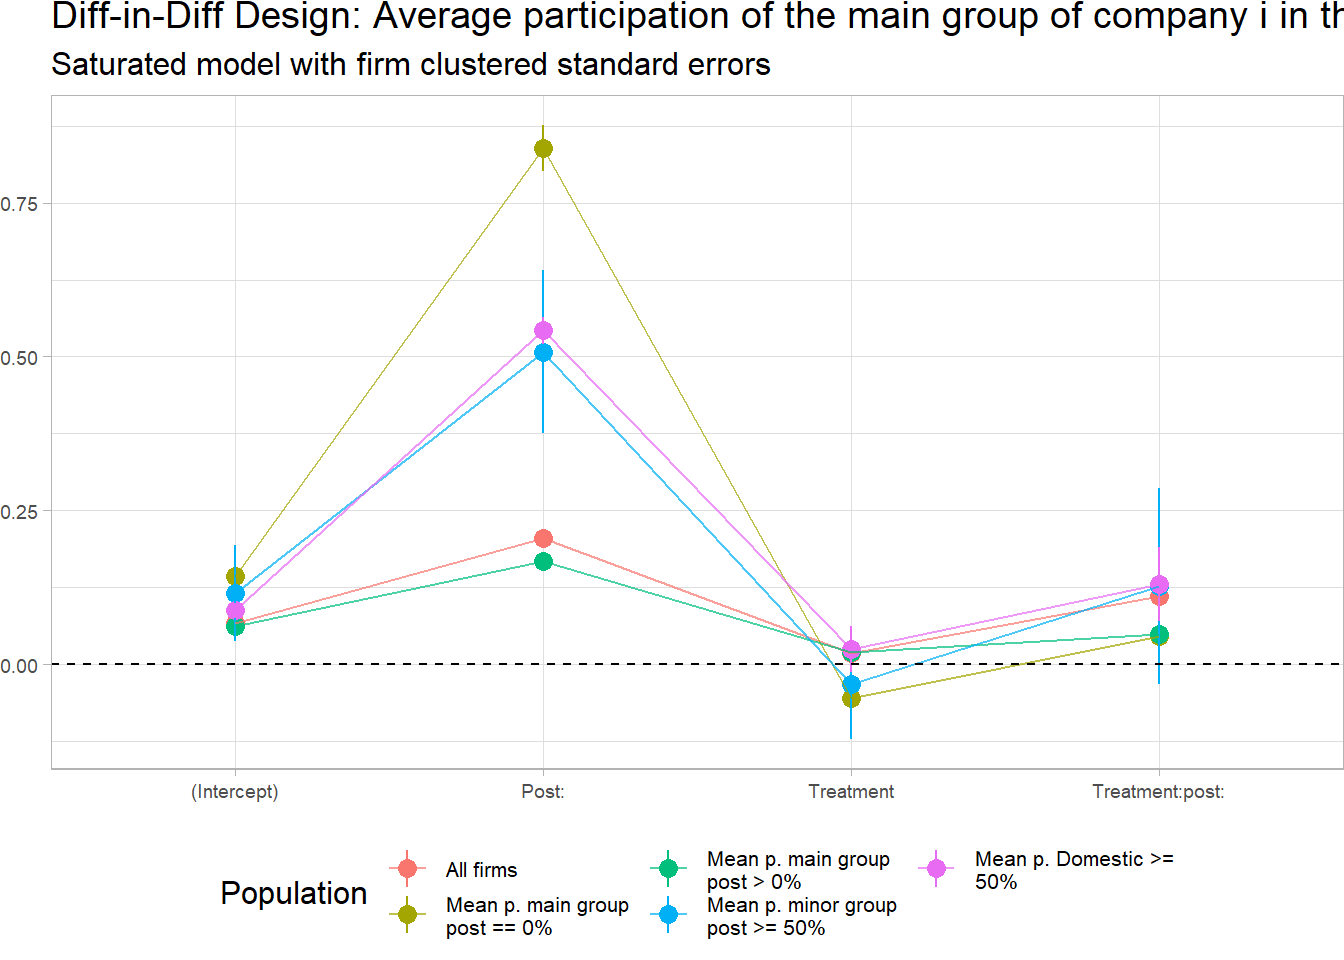 Diff-in-Diff Design: Average participation of the main group of company i in
Saturated model with firm clustered standard errors
0.75
0.50
0.25
0.00
(Intercept) Post: Treatment Treatment:post:
Population
All firms
Mean p. main group
post == 0%
Mean p. main group
post > 0%
Mean p. minor group
post >= 50%
Mean p. Domestic >=
50%